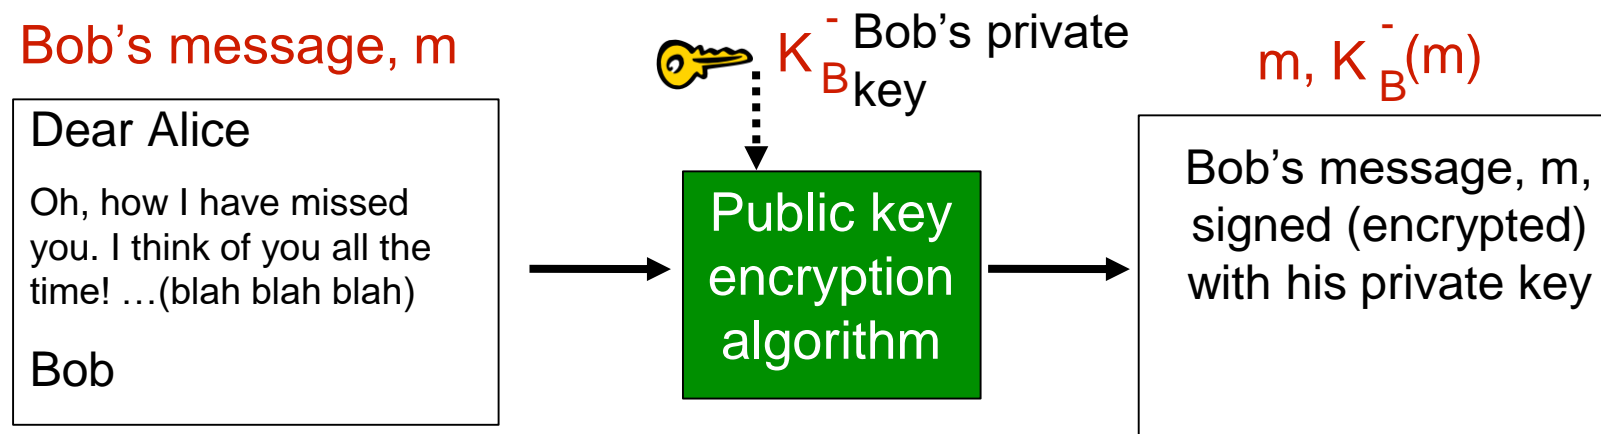 Bob’s message, m
Dear Alice
Oh, how I have missed
you. I think of you all the
time! …(blah blah blah)
Bob
K B - Bob’s private
key
Public key
encryption
algorithm
m, K B - (m)
Bob’s message, m,
signed (encrypted)
with his private key